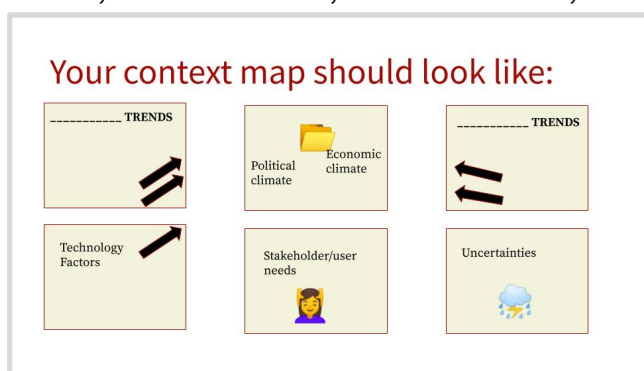 Your context map should look like:
___________ TRENDS
Political
climate
Economic
climate
___________ TRENDS
Technology
Factors
Stakeholder/user
needs
Uncertainties